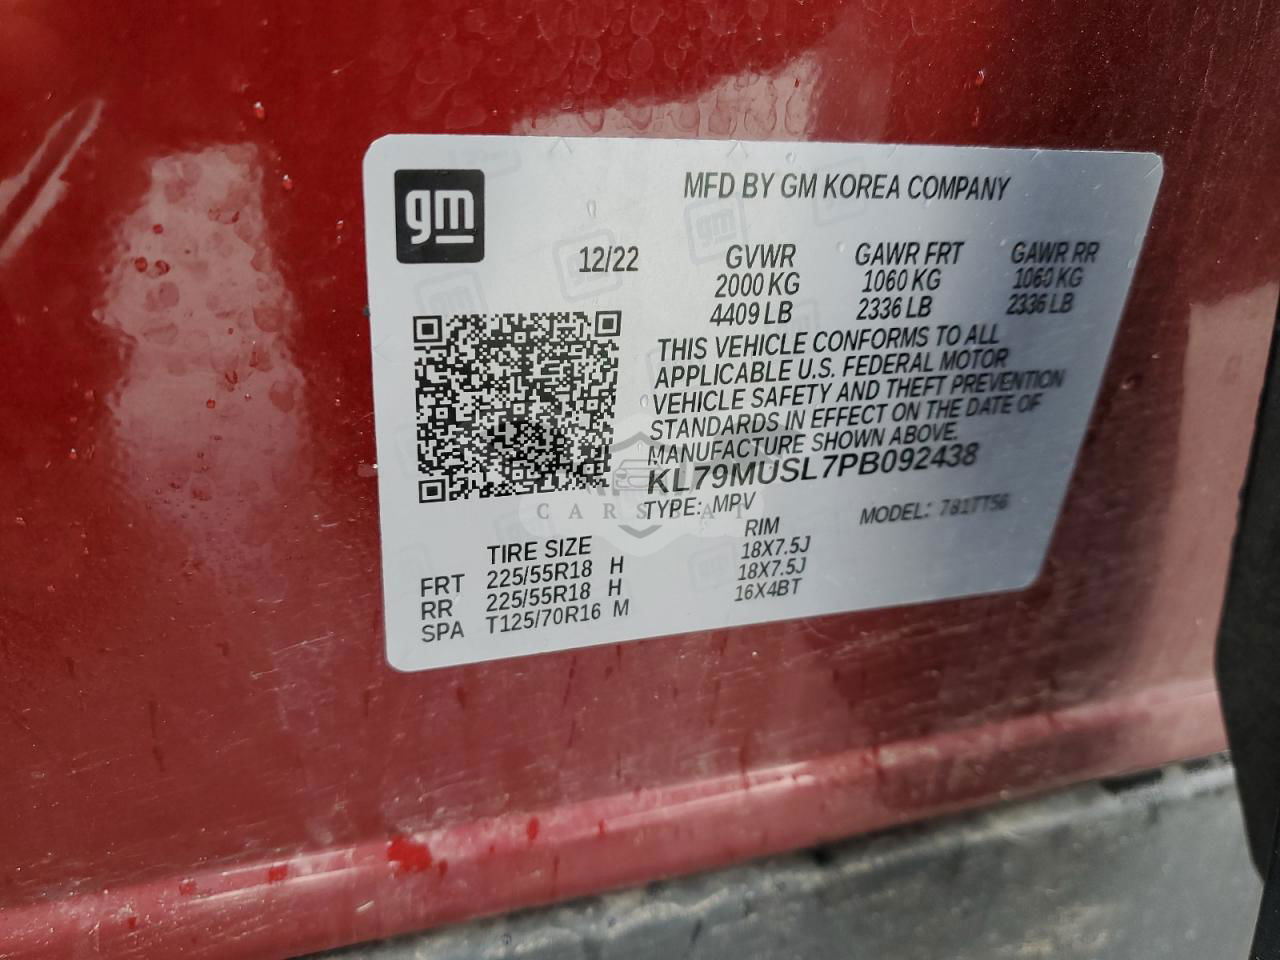 gm
MFD BY GM KOREA COMPANY
12/22 GVWR GAWR FRT GAWR RR
2000 KG 1060 KG 1060 KG
4409 LB 2336 LB 2336 LB
THIS VEHICLE CONFORMS TO ALL
APPLICABLE U.S. FEDERAL MOTOR
VEHICLE SAFETY AND THEFT PREVENTION
STANDARDS IN EFFECT ON THE DATE OF
MANUFACTURE SHOWN ABOVE.
KL79MUSL7PB092438
TYPE: MPV MODEL: 781TT56
CARSBAT
TIRE SIZE RIM
FRT 225/55R18 H 18X7.5J
RR 225/55R18 H 18X7.5J
SPA T125/70R16 M 16X4BT